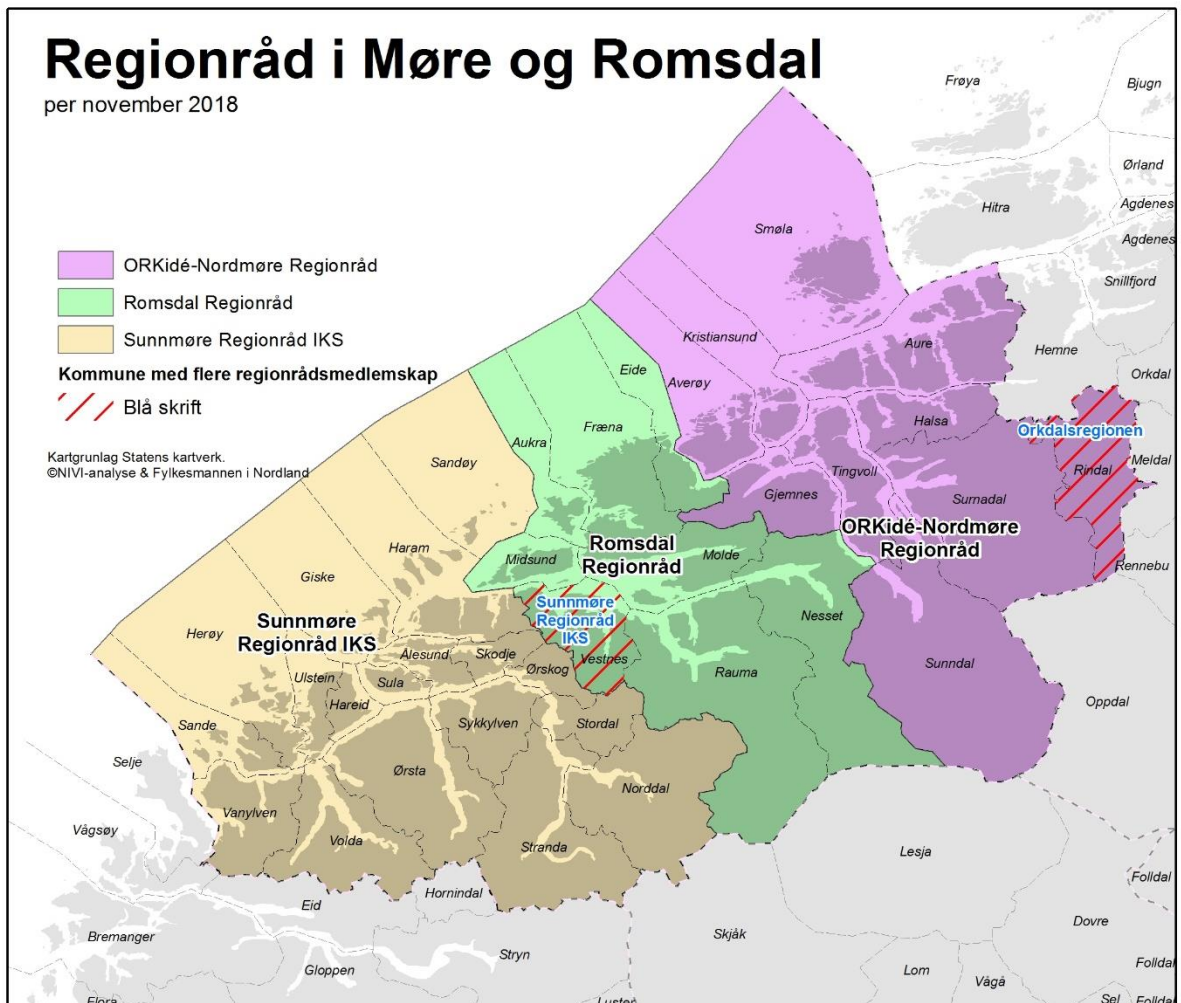 Regionråd i Møre og Romsdal
per november 2018
ORKidé-Nordmøre Regionråd
Romsdal Regionråd
Sunnmøre Regionråd IKS
Kommune med flere regionrådsmedlemskap
Blå skrift
Kartgrunlag Statens kartverk.
©NIVI-analyse & Fylkesmannen i Nordland
Frøya
Bjugn
Ørland
Agdenes
Hitra
Agdenes
Snillfjord
Smøla
Kristiansund
Aure
Hemne
Orkdal
Averøy
Eide
Halsa
Orkdalsregionen
Fræna
Aukra
Sandøy
Tingvoll
Rindal
Meldal
Gjemnes
Surnadal
ORKidé-Nordmøre
Regionråd
Haram
Midsund
Romsdal
Regionråd
Molde
Rennebu
Giske
Sunnmøre
Regionråd
IKS
Nesset
Herøy
Sunnmøre
Regionråd IKS
Ålesund
Skodje
Ørskog
Vestnes
Rauma
Sunndal
Ulstein
Sula
Hareid
Oppdal
Sande
Sykkylven
Stordal
Selje
Ørsta
Norddal
Vanylven
Vågsøy
Volda
Stranda
Lesja
Folldal
Hornindal
Eid
Dovre
Bremanger
Skjåk
Stryn
Gloppen
Lom
Vågå
Folldal
Flora
Luster
Sel
Folldal